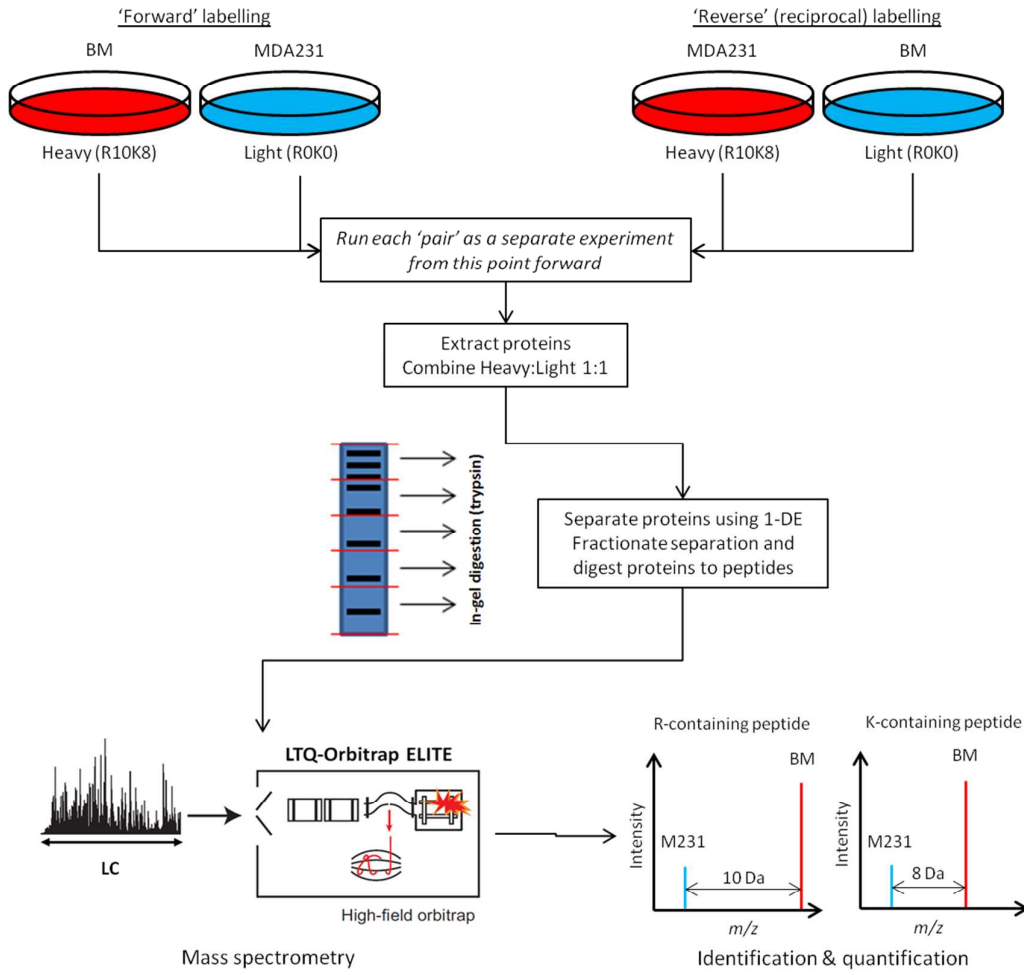 ‘Forward’ labelling
‘Reverse’ (reciprocal) labelling
BM
MDA231
MDA231
BM
Heavy (R10K8)
Light (R0K0)
Heavy (R10K8)
Light (R0K0)
Run each ‘pair’ as a separate experiment
from this point forward
Extract proteins
Combine Heavy:Light 1:1
In-gel digestion (trypsin)
Separate proteins using 1-DE
Fractionate separation and
digest proteins to peptides
LTQ-Orbitrap ELITE
LC
High-field orbitrap
Mass spectrometry
R-containing peptide
BM
Intensity
M231
10 Da
m/z
K-containing peptide
BM
Intensity
M231
8 Da
m/z
Identification & quantification